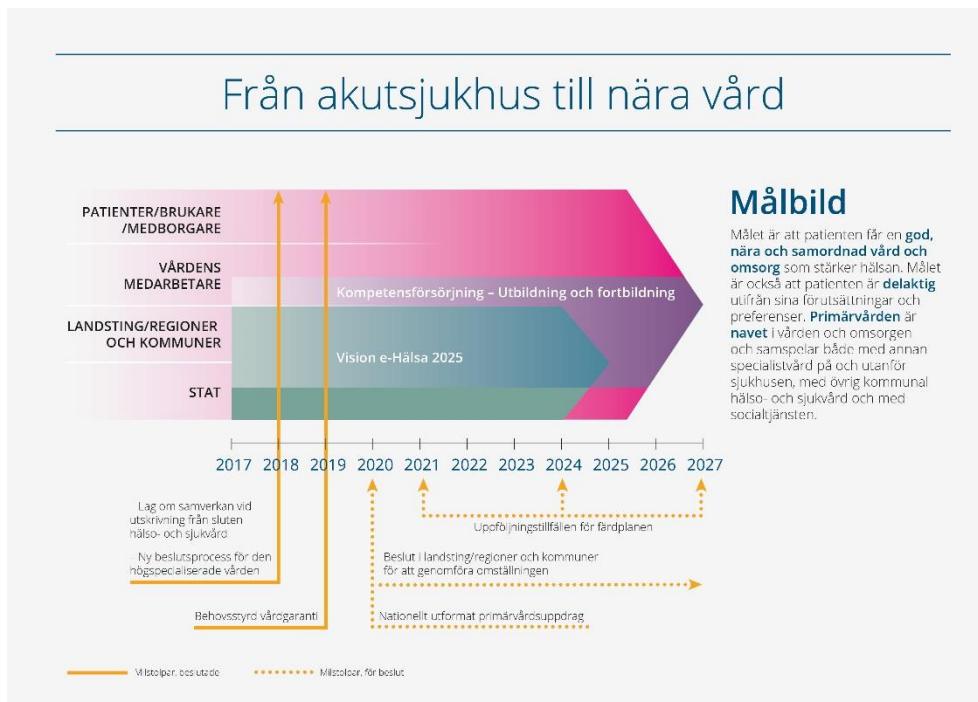 Från akutsjukhus till nära vård
PATIENTER/BRUKARE
/MEDBORGARE
VÅRDENS
MEDARBETARE
LANDSTING/REGIONER
OCH KOMMUNER
STAT
Kompetensförsörjning – Utbildning och fortbildning
Vision e-Hälsa 2025
Målbild
Målet är att patienten får en god,
nära och samordnad vård och
omsorg som stärker hälsan. Målet
är också att patienten är delaktig
utifrån sina förutsättningar och
preferenser. Primärvården är
navet i vården och omsorgen
och samspelar både med annan
specialistvård på och utanför
sjukhusen, med övrig kommunal
hälso- och sjukvård och med
socialtjänsten.
2017 2018 2019 2020 2021 2022 2023 2024 2025 2026 2027
Lag om samverkan vid
utskrivning från sluten
hälso- och sjukvård
– Ny beslutsprocess för den
högspecialiserade vården
Behovsstyrd vårdgaranti
Uppföljningstillfällen för färdplanen
Beslut i landsting/regioner och kommuner
för att genomföra omställningen
Nationellt utformat primärvårdsuppdrag
Milstolpar, beslutade
Milstolpar, för beslut